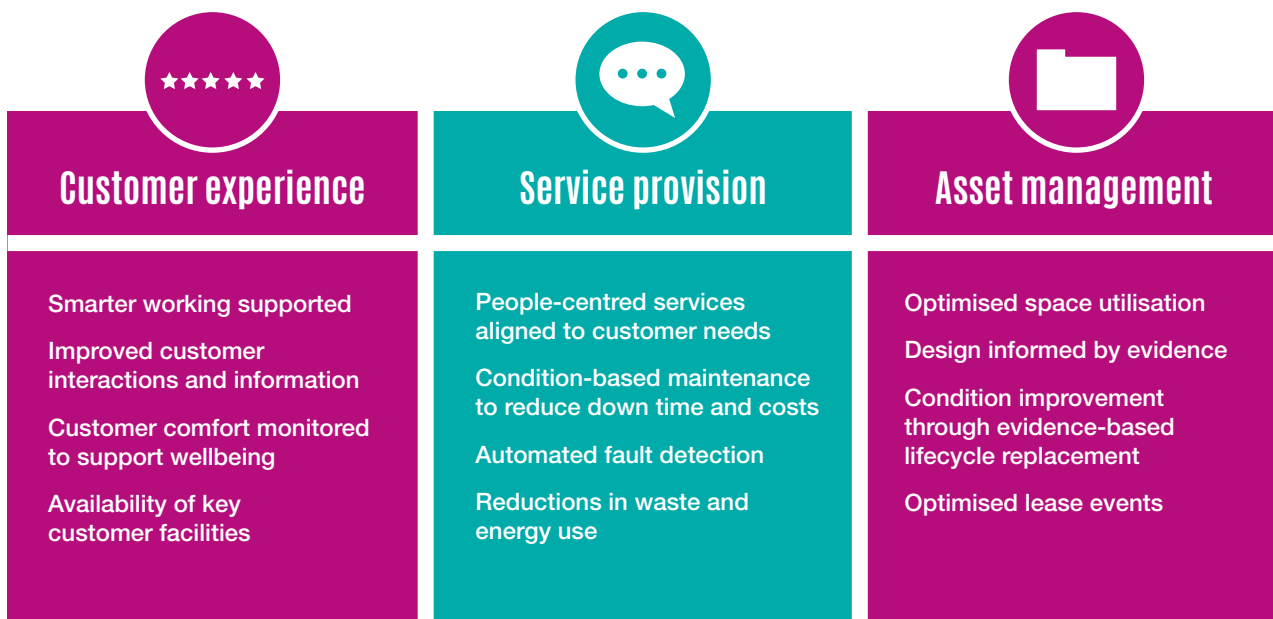 Customer experience
Smarter working supported
Improved customer
interactions and information
Customer comfort monitored
to support wellbeing
Availability of key
customer facilities
Service provision
People-centred services
aligned to customer needs
Condition-based maintenance
to reduce down time and costs
Automated fault detection
Reductions in waste and
energy use
Asset management
Optimised space utilisation
Design informed by evidence
Condition improvement
through evidence-based
lifecycle replacement
Optimised lease events